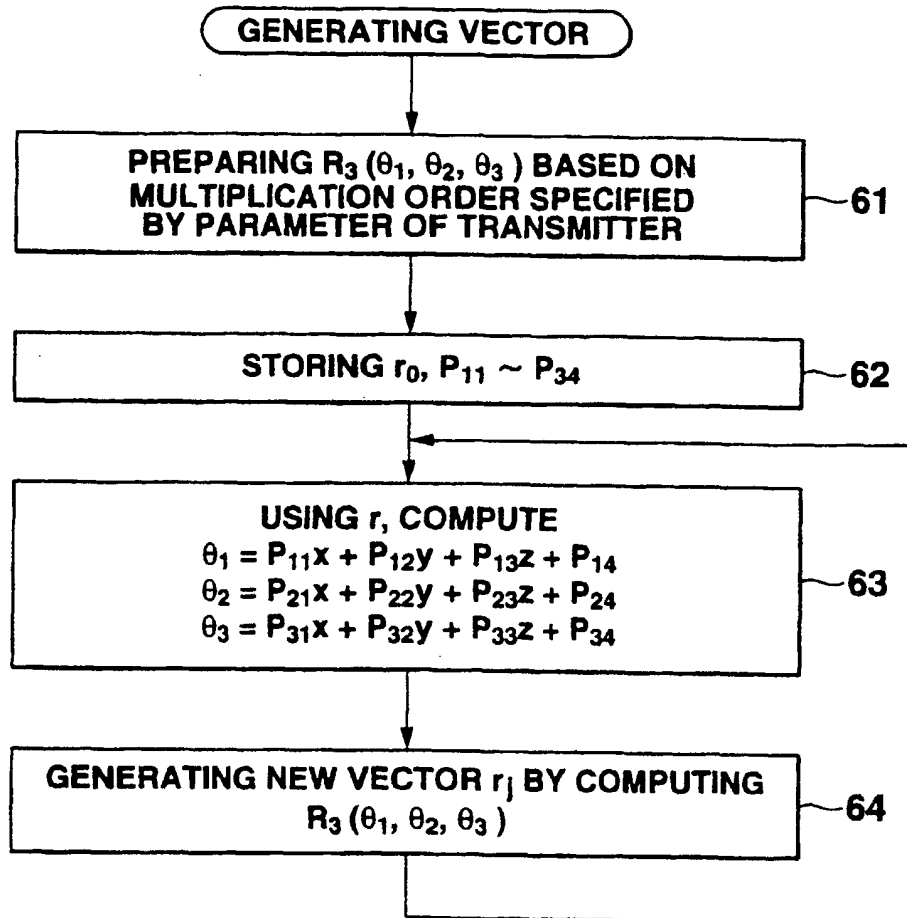 GENERATING VECTOR
PREPARING R₃ (θ₁, θ₂, θ₃ ) BASED ON
MULTIPLICATION ORDER SPECIFIED
BY PARAMETER OF TRANSMITTER
61
STORING r₀, P₁₁ ~ P₃₄
62
USING r, COMPUTE
θ₁ = P₁₁x + P₁₂y + P₁₃z + P₁₄
θ₂ = P₂₁x + P₂₂y + P₂₃z + P₂₄
θ₃ = P₃₁x + P₃₂y + P₃₃z + P₃₄
63
GENERATING NEW VECTOR rⱼ BY COMPUTING
R₃ (θ₁, θ₂, θ₃ )
64